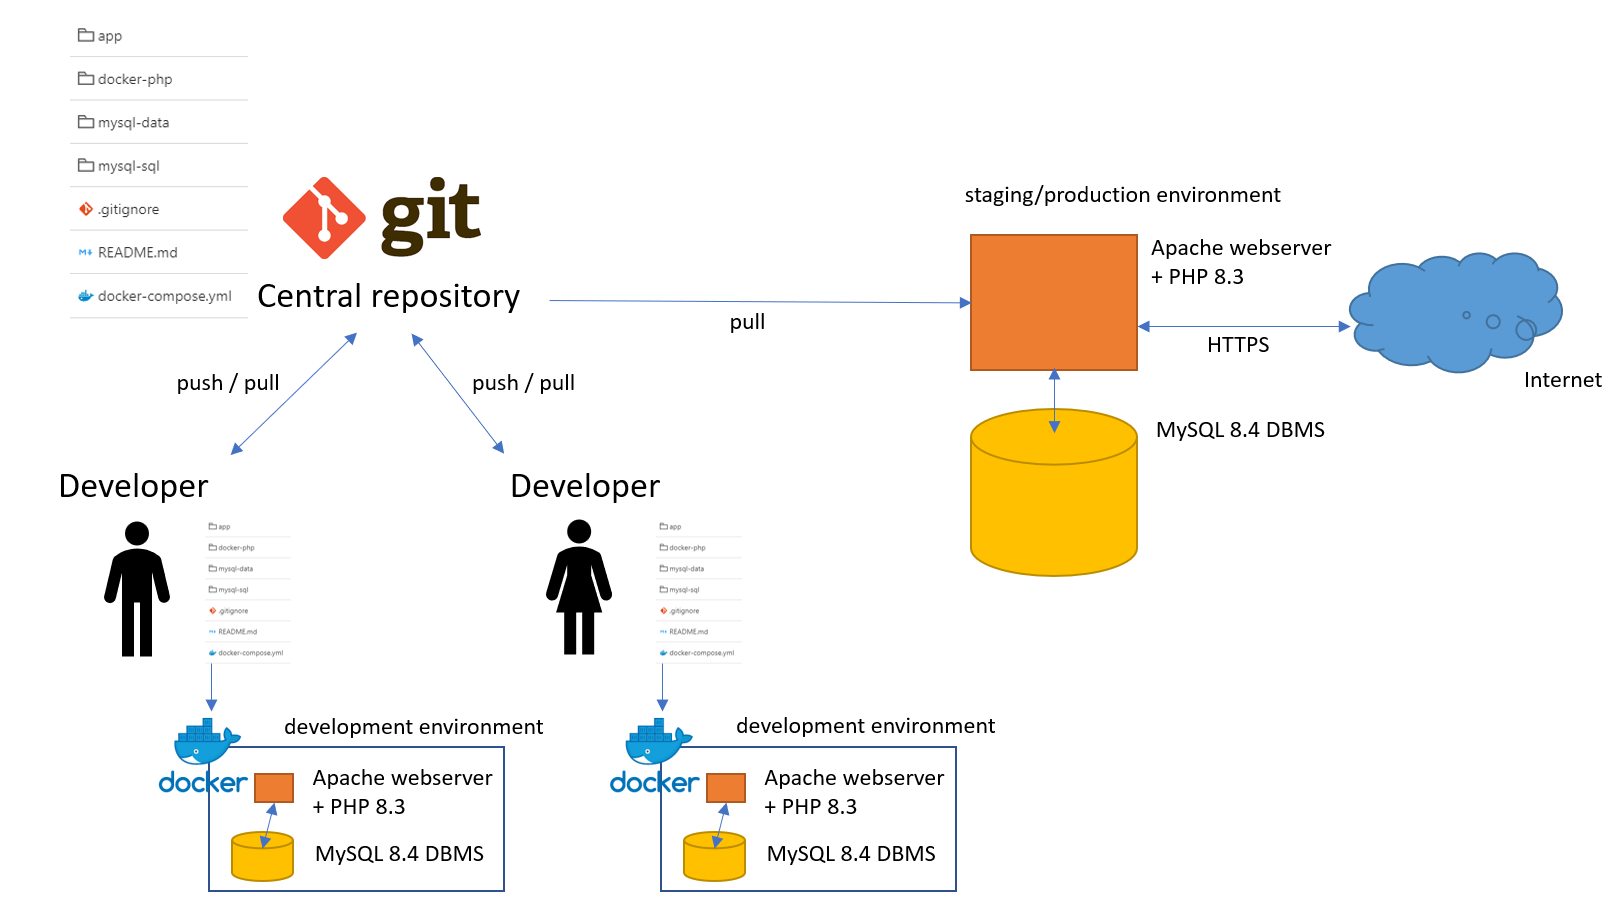 app
docker-php
mysql-data
mysql-sql
.gitignore
README.md
docker-compose.yml
git
Central repository
pull
push / pull
push / pull
staging/production environment
Apache webserver
+ PHP 8.3
HTTPS
Internet
MySQL 8.4 DBMS
Developer
app
docker-php
mysql-data
mysql-sql
.gitignore
README.md
docker-compose.yml
Developer
app
docker-php
mysql-data
mysql-sql
.gitignore
README.md
docker-compose.yml
docker
development environment
Apache webserver
+ PHP 8.3
MySQL 8.4 DBMS
docker
development environment
Apache webserver
+ PHP 8.3
MySQL 8.4 DBMS